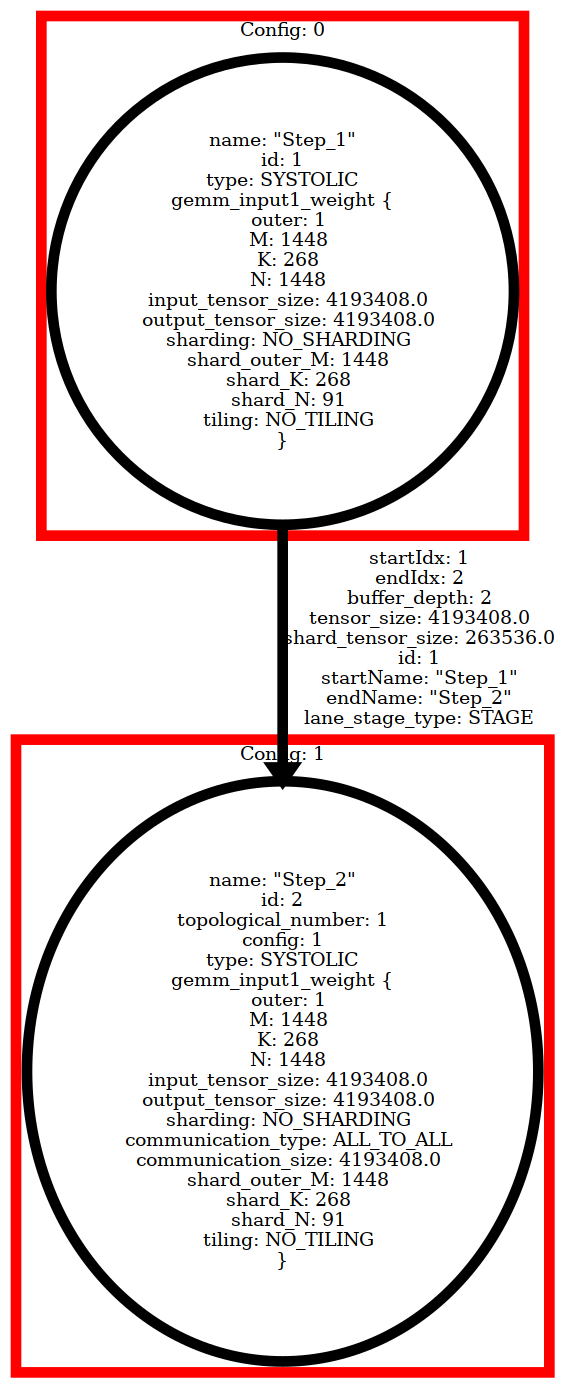 Config: 0
name: "Step_1"
id: 1
type: SYSTOLIC
gemm_input1_weight {
outer: 1
M: 1448
K: 268
N: 1448
input_tensor_size: 4193408.0
output_tensor_size: 4193408.0
sharding: NO_SHARDING
shard_outer_M: 1448
shard_K: 268
shard_N: 91
tiling: NO_TILING
}
startIdx: 1
endIdx: 2
buffer_depth: 2
tensor_size: 4193408.0
shard_tensor_size: 263536.0
id: 1
startName: "Step_1"
endName: "Step_2"
lane_stage_type: STAGE
Config: 1
name: "Step_2"
id: 2
topological_number: 1
config: 1
type: SYSTOLIC
gemm_input1_weight {
outer: 1
M: 1448
K: 268
N: 1448
input_tensor_size: 4193408.0
output_tensor_size: 4193408.0
sharding: NO_SHARDING
communication_type: ALL_TO_ALL
communication_size: 4193408.0
shard_outer_M: 1448
shard_K: 268
shard_N: 91
tiling: NO_TILING
}